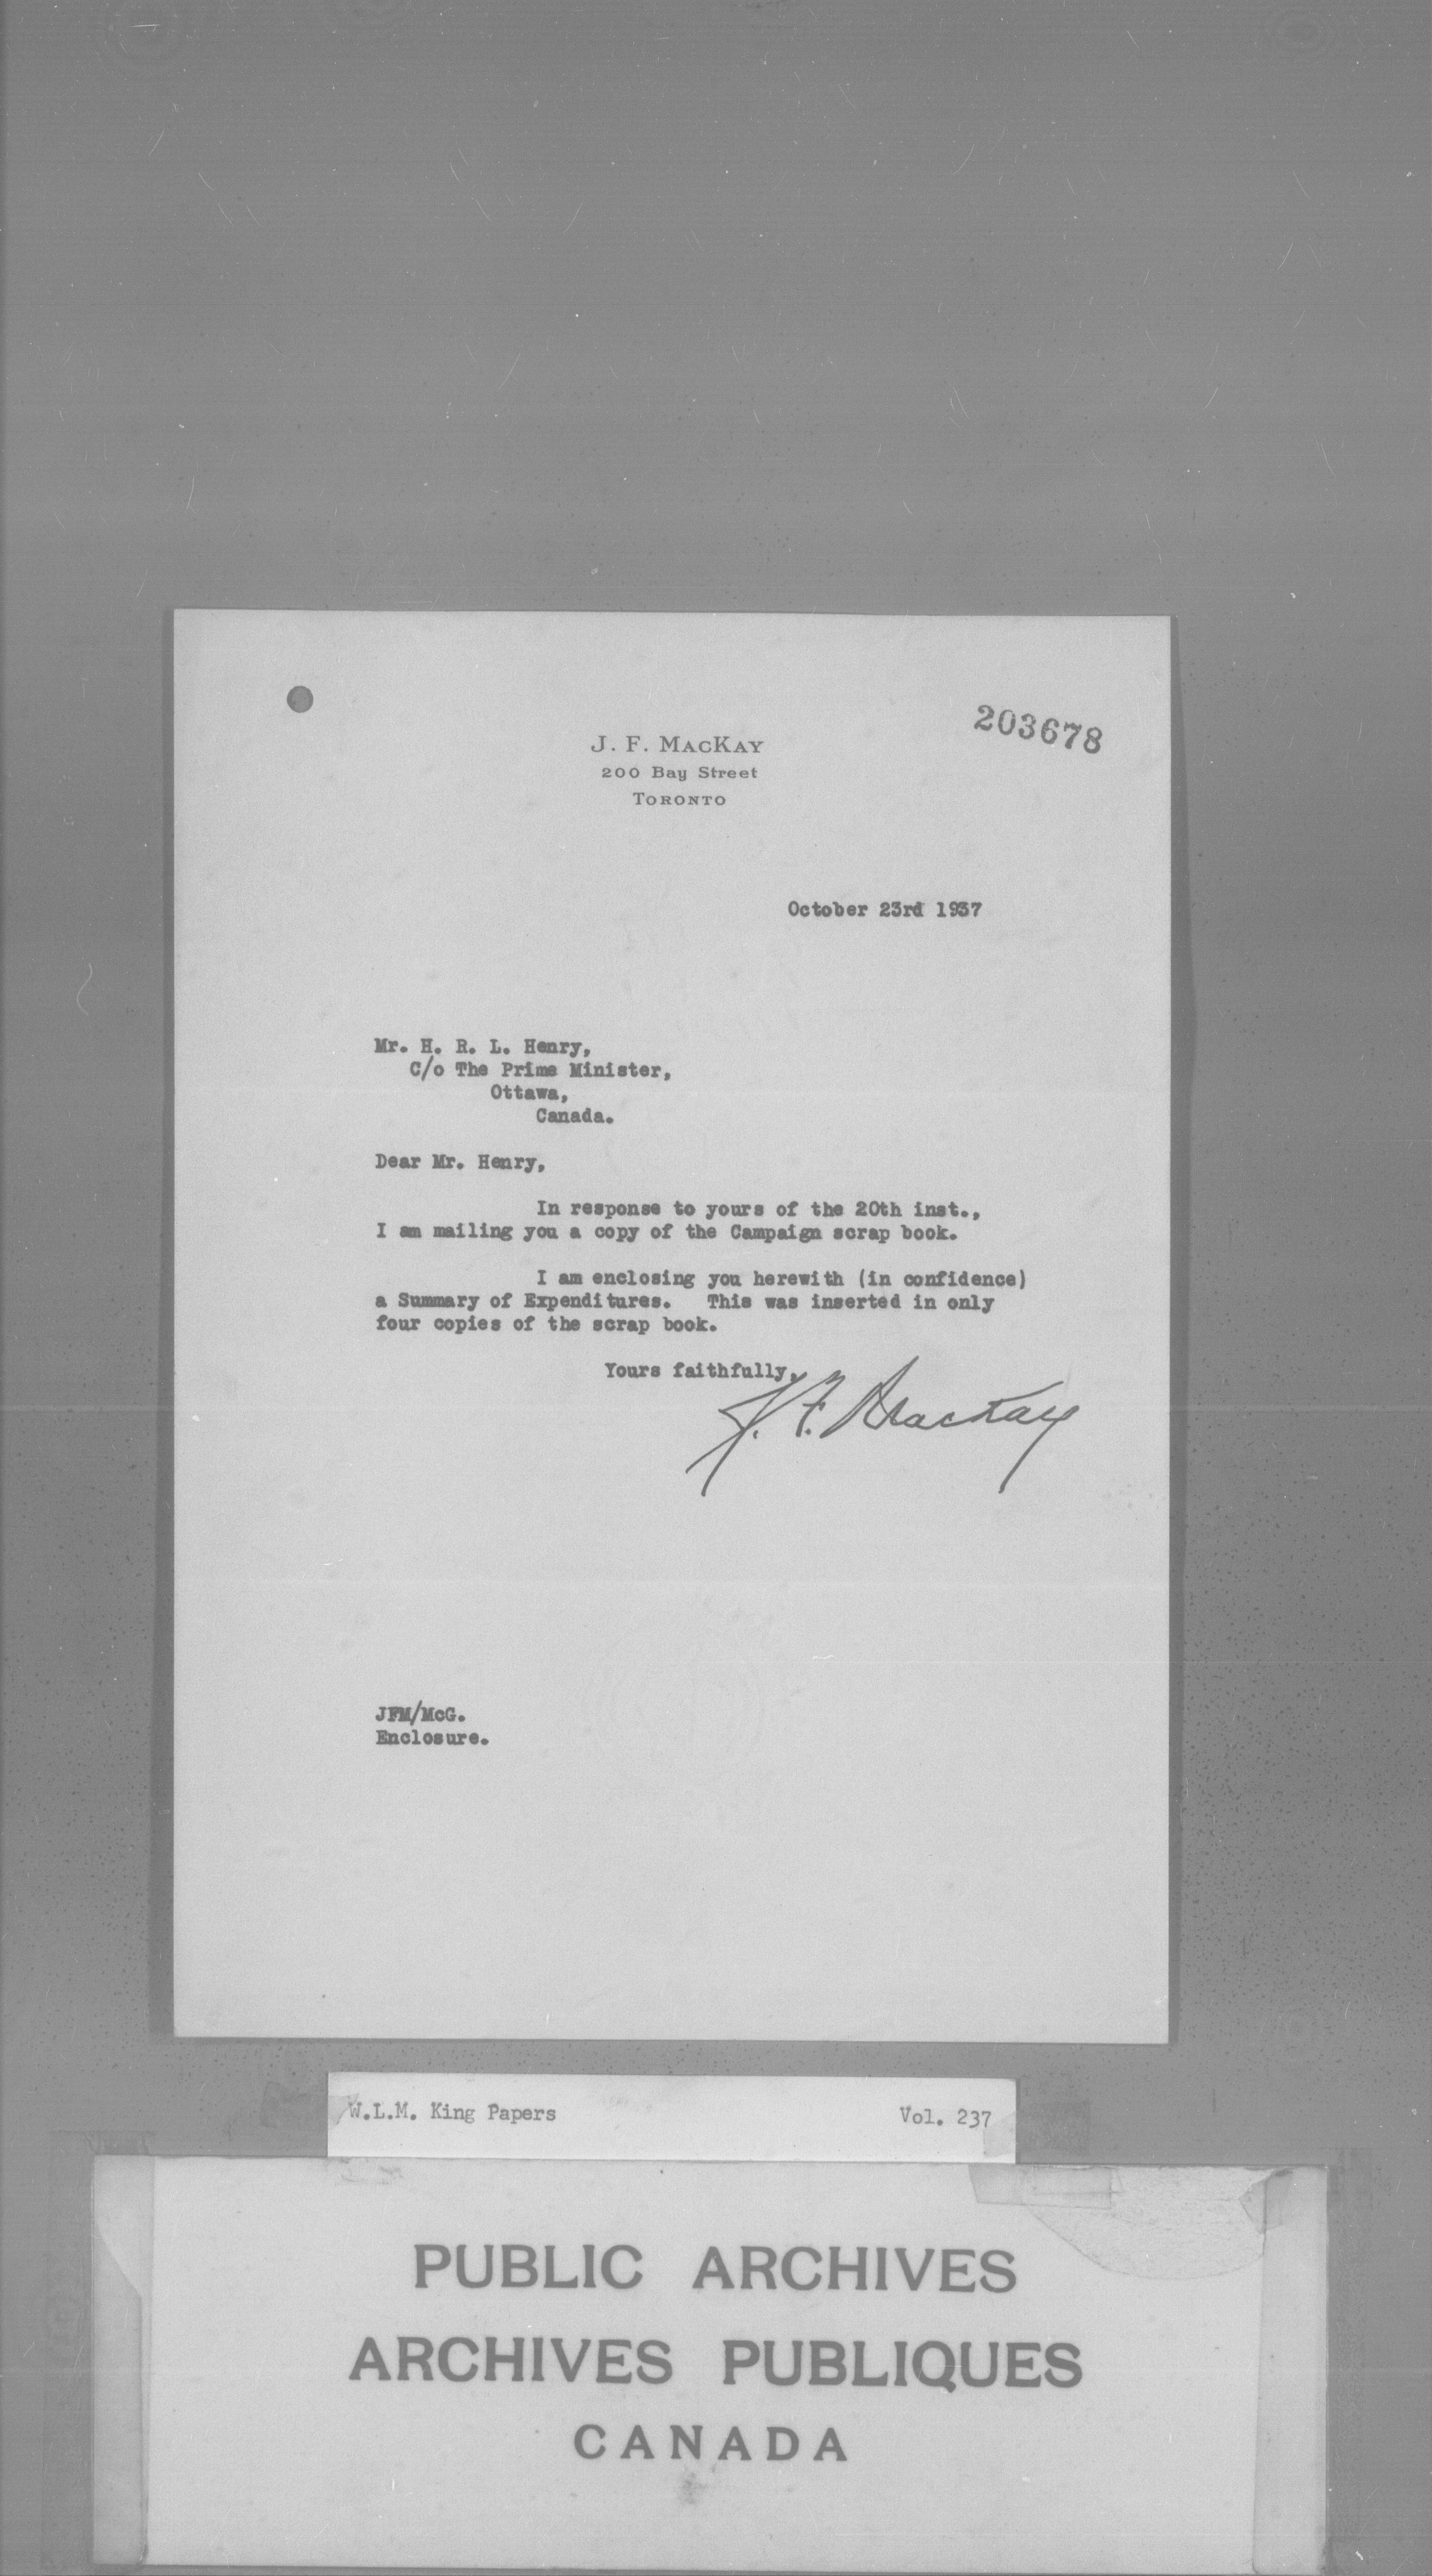 203678
J. F. MacKay
200 Bay Street
Toronto
October 23rd 1937
Mr. H. R. L. Henry,
C/o The Prime Minister,
Ottawa,
Canada.
Dear Mr. Henry,
In response to yours of the 20th inst.,
I am mailing you a copy of the Campaign scrap book.
I am enclosing you herewith (in confidence)
a Summary of Expenditures. This was inserted in only
four copies of the scrap book.
Yours faithfully,
J. F. MacKay
JFM/McG.
Enclosure.
W.L.M. King Papers Vol. 237
PUBLIC ARCHIVES
ARCHIVES PUBLIQUES
CANADA